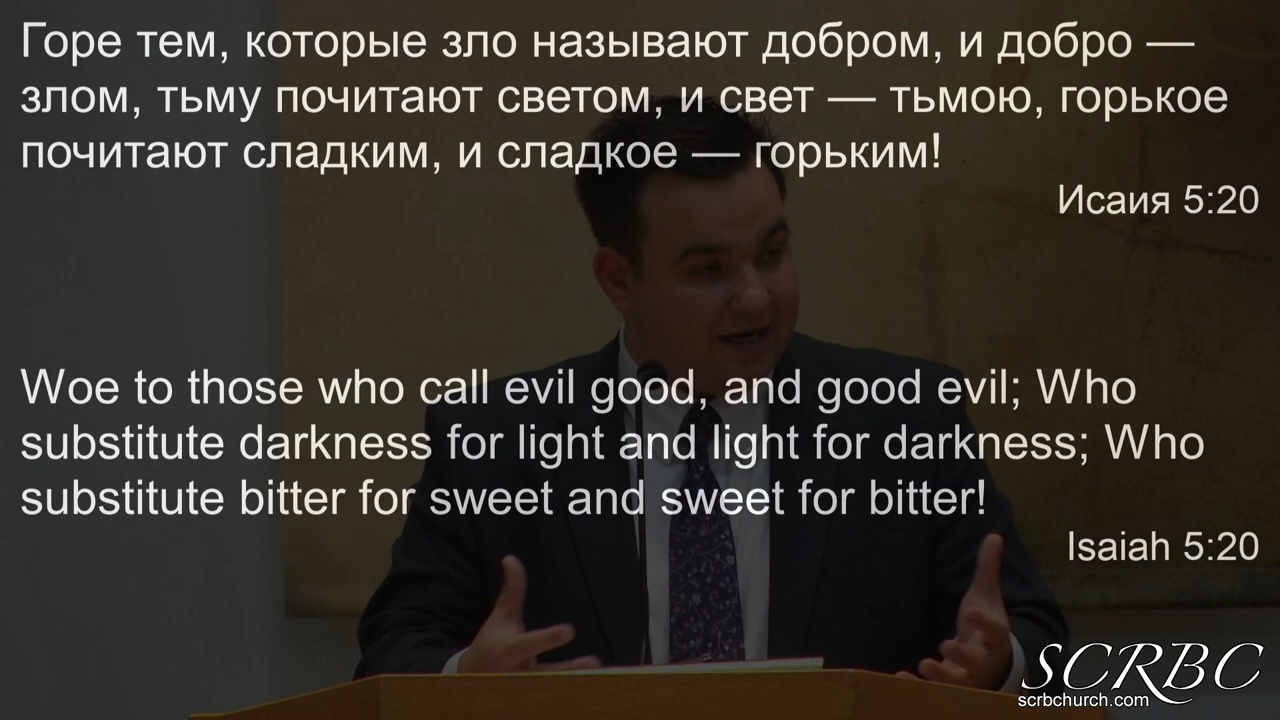 Горе тем, которые зло называют добром, и добро —
злом, тьму почитают светом, и свет — тьмою, горькое
почитают сладким, и сладкое — горьким!
Исаия 5:20
Woe to those who call evil good, and good evil; Who
substitute darkness for light and light for darkness; Who
substitute bitter for sweet and sweet for bitter!
Isaiah 5:20
SCRBC
scrbchurch.com